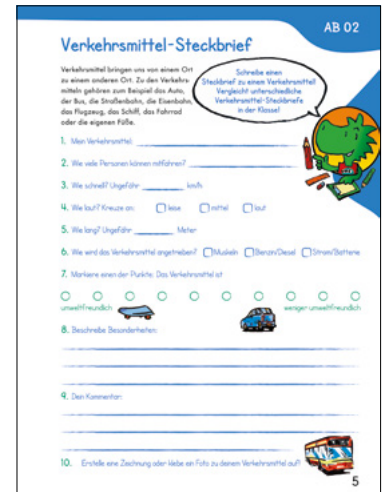 AB 02
Verkehrsmittel-Steckbrief
Verkehrsmittel bringen uns von einem Ort
zu einem anderen Ort. Zu den Verkehrs-
mitteln gehören zum Beispiel das Auto,
der Bus, die Straßenbahn, die Eisenbahn,
das Flugzeug, das Schiff, das Fahrrad
oder die eigenen Füße.
Schreibe einen
Steckbrief zu einem Verkehrsmittel!
Vergleicht unterschiedliche
Verkehrsmittel-Steckbriefe
in der Klasse!
1. Mein Verkehrsmittel:
2. Wie viele Personen können mitfahren?
3. Wie schnell? Ungefähr km/h
4. Wie laut? Kreuze an: leise mittel laut
5. Wie lang? Ungefähr Meter
6. Wie wird das Verkehrsmittel angetrieben? Muskeln Benzin/Diesel Strom/Batterie
7. Markiere einen der Punkte: Das Verkehrsmittel ist
umweltfreundlich weniger umweltfreundlich
8. Beschreibe Besonderheiten:
9. Dein Kommentar:
10. Erstelle eine Zeichnung oder klebe ein Foto zu deinem Verkehrsmittel auf!
5